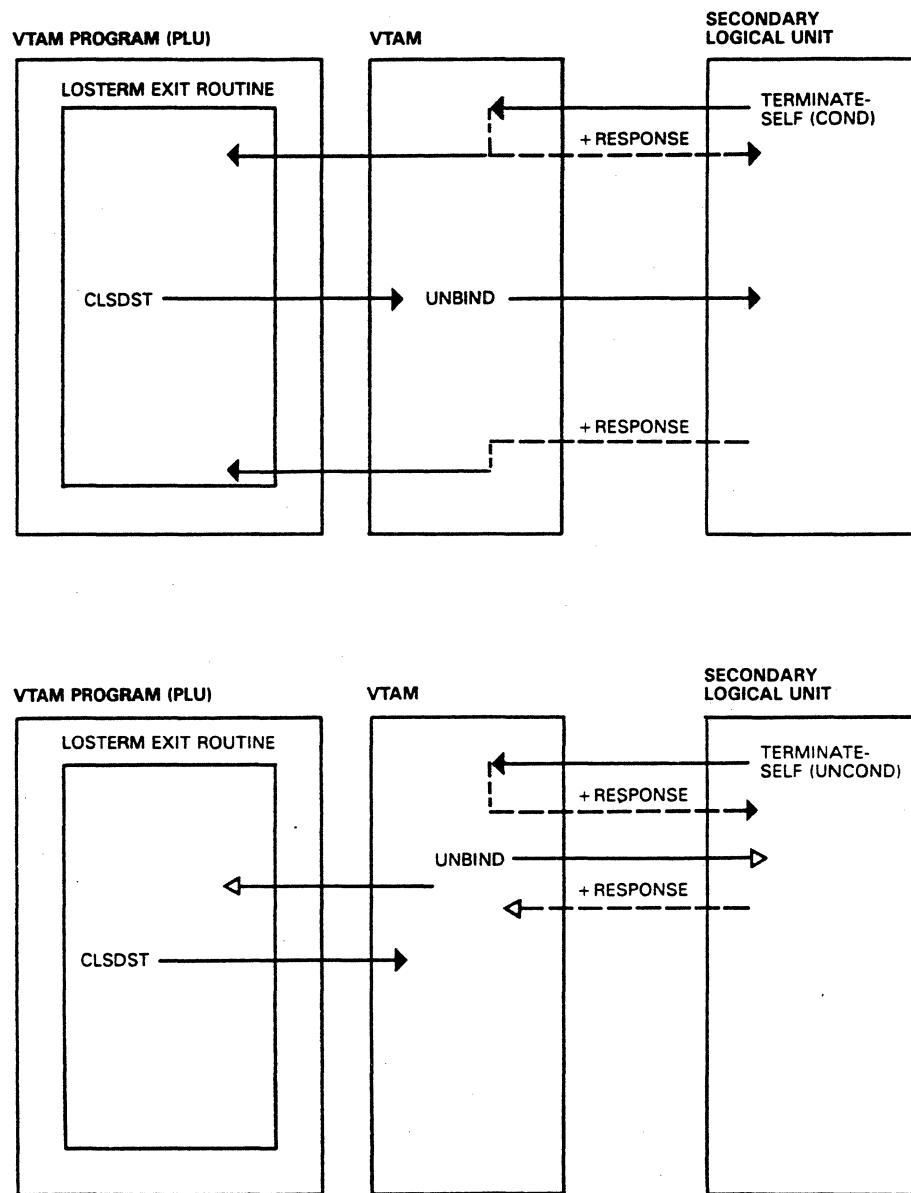 VTAM PROGRAM (PLU)
VTAM
SECONDARY
LOGICAL UNIT
LOSTERM EXIT ROUTINE
TERMINATE-
SELF (COND)
+ RESPONSE
CLSDST
UNBIND
+ RESPONSE
VTAM PROGRAM (PLU)
VTAM
SECONDARY
LOGICAL UNIT
LOSTERM EXIT ROUTINE
TERMINATE-
SELF (UNCOND)
+ RESPONSE
UNBIND
+ RESPONSE
CLSDST